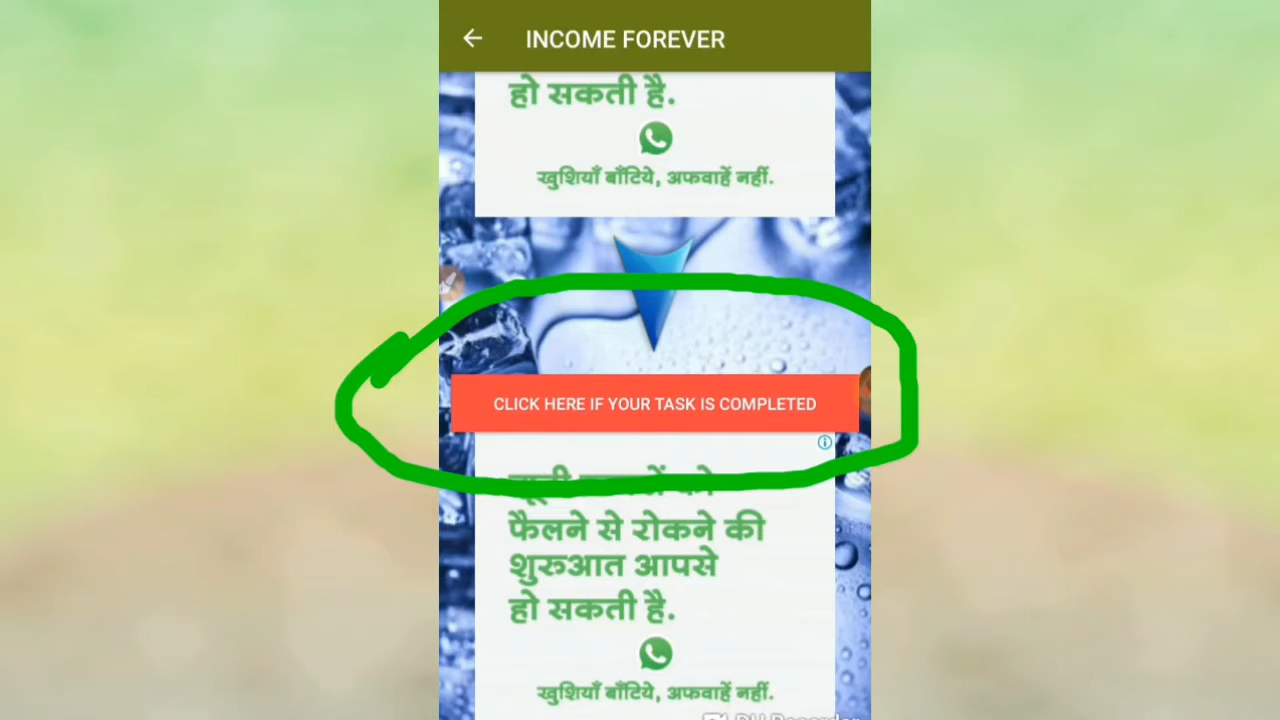 INCOME FOREVER
हो सकती है.
खुशियाँ बाँटिये, अफवाहें नहीं.
CLICK HERE IF YOUR TASK IS COMPLETED
को
फैलने से रोकने की
शुरुआत आपसे
हो सकती है.
खुशियाँ बाँटिये, अफवाहें नहीं.